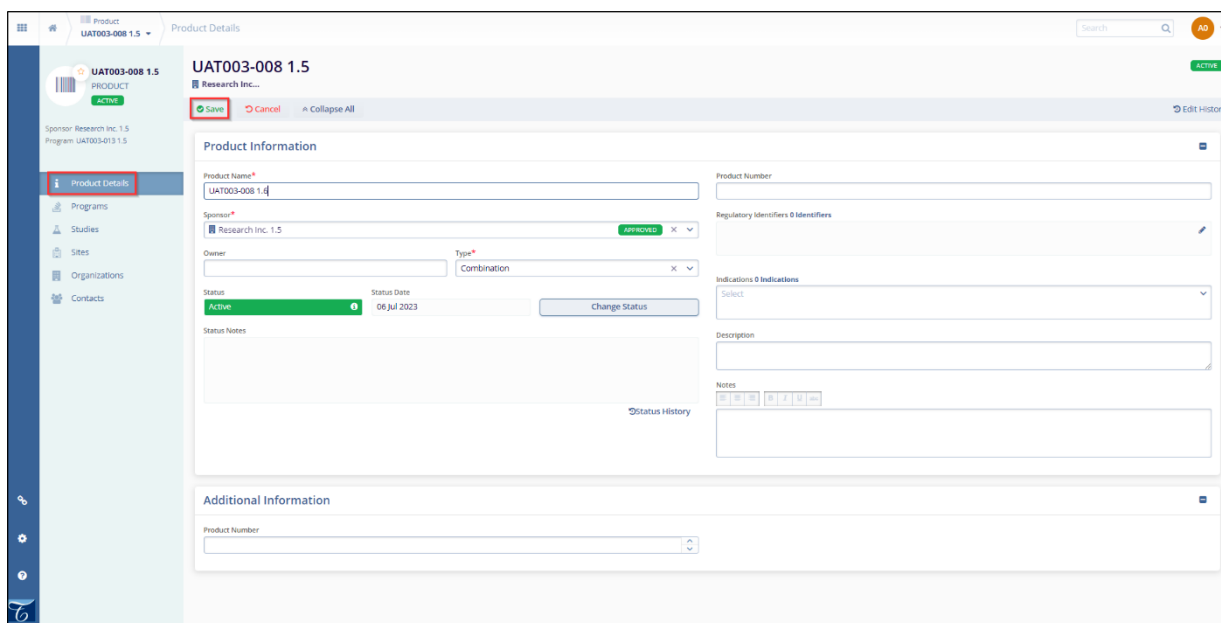 Product
UAT003-008 1.5
Product Details
Search
AO
UAT003-008 1.5
PRODUCT
ACTIVE
Sponsor Research Inc. 1.5
Program UAT003-013 1.5
Product Details
Programs
Studies
Sites
Organizations
Contacts
UAT003-008 1.5
Research Inc...
ACTIVE
Save
Cancel
Collapse All
Edit Histor
Product Information
Product Name*
UAT003-008 1.6
Sponsor*
Research Inc. 1.5
APPROVED
Owner
Type*
Combination
Status
Active
Status Date
06 Jul 2023
Change Status
Status Notes
Status History
Product Number
Regulatory Identifiers 0 Identifiers
Indications 0 Indications
Select
Description
Notes
B I U abc
Additional Information
Product Number